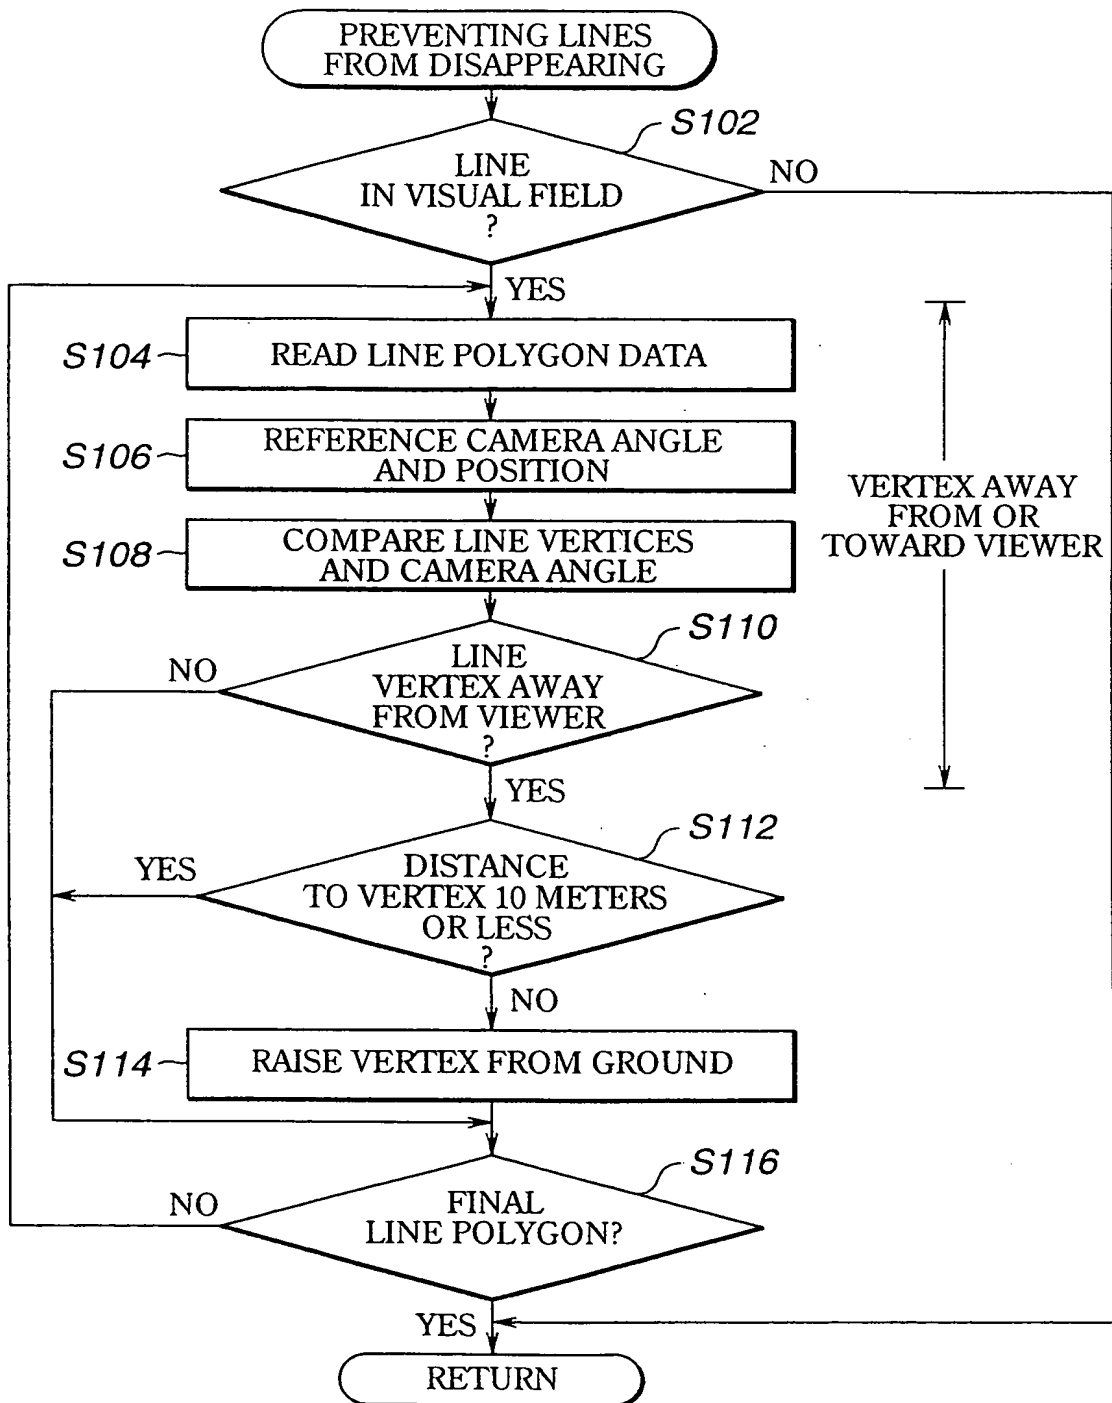 PREVENTING LINES
FROM DISAPPEARING
S102
LINE
IN VISUAL FIELD
?
NO
YES
S104
READ LINE POLYGON DATA
S106
REFERENCE CAMERA ANGLE
AND POSITION
S108
COMPARE LINE VERTICES
AND CAMERA ANGLE
VERTEX AWAY
FROM OR
TOWARD VIEWER
S110
NO
LINE
VERTEX AWAY
FROM VIEWER
?
YES
S112
YES
DISTANCE
TO VERTEX 10 METERS
OR LESS
?
NO
S114
RAISE VERTEX FROM GROUND
S116
NO
FINAL
LINE POLYGON?
YES
RETURN